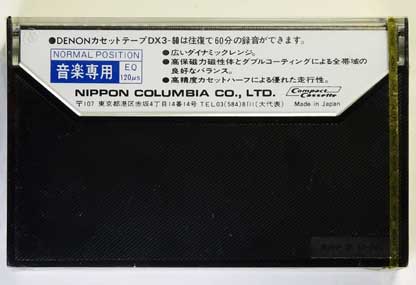 ●DENONカセットテープDX3-60は往復で60分の録音ができます。
NORMAL POSITION
音楽専用
EQ
120μs
●広いダイナミックレンジ。
●高保磁力磁性体とダブルコーティングによる全帯域の
良好なバランス。
●高精度カセットハーフによる優れた走行性。
NIPPON COLUMBIA CO., LTD.
Compact
Cassette
〒107 東京都港区赤坂4丁目14番14号 TEL03(584)8111(大代表)
Made in Japan